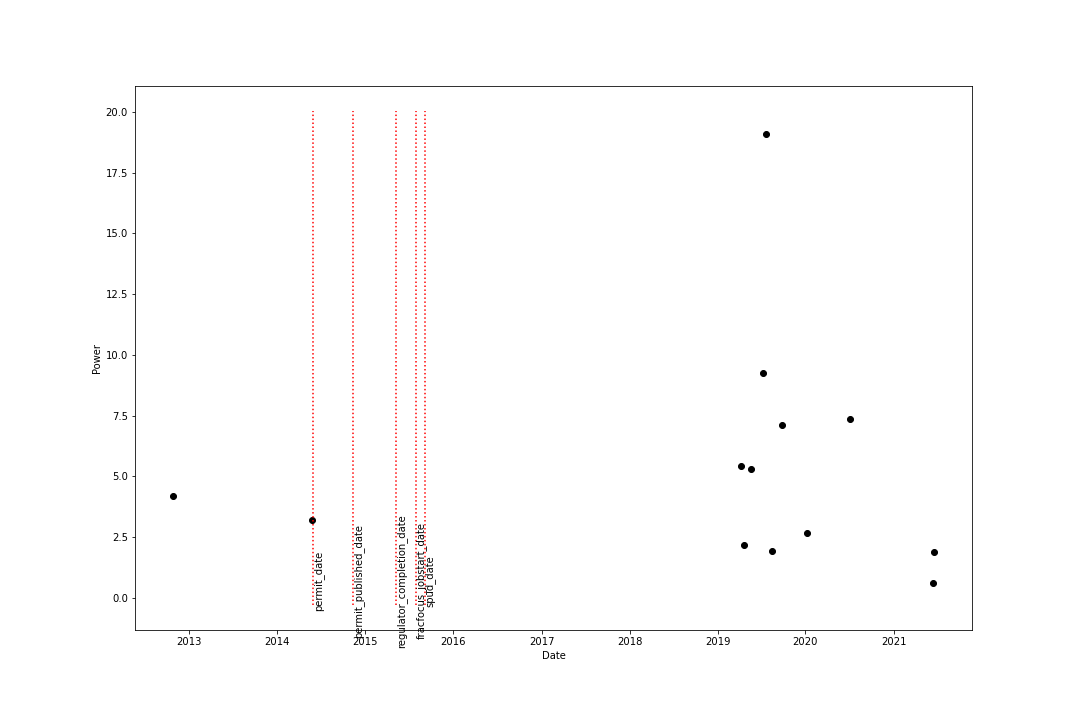 20.0
17.5
15.0
12.5
10.0
7.5
5.0
2.5
0.0
Power
permit_date
permit_published_date
regulator_completion_date
fracfocus_jobstart_date
spud_date
2013
2014
2015
2016
2017
2018
2019
2020
2021
Date